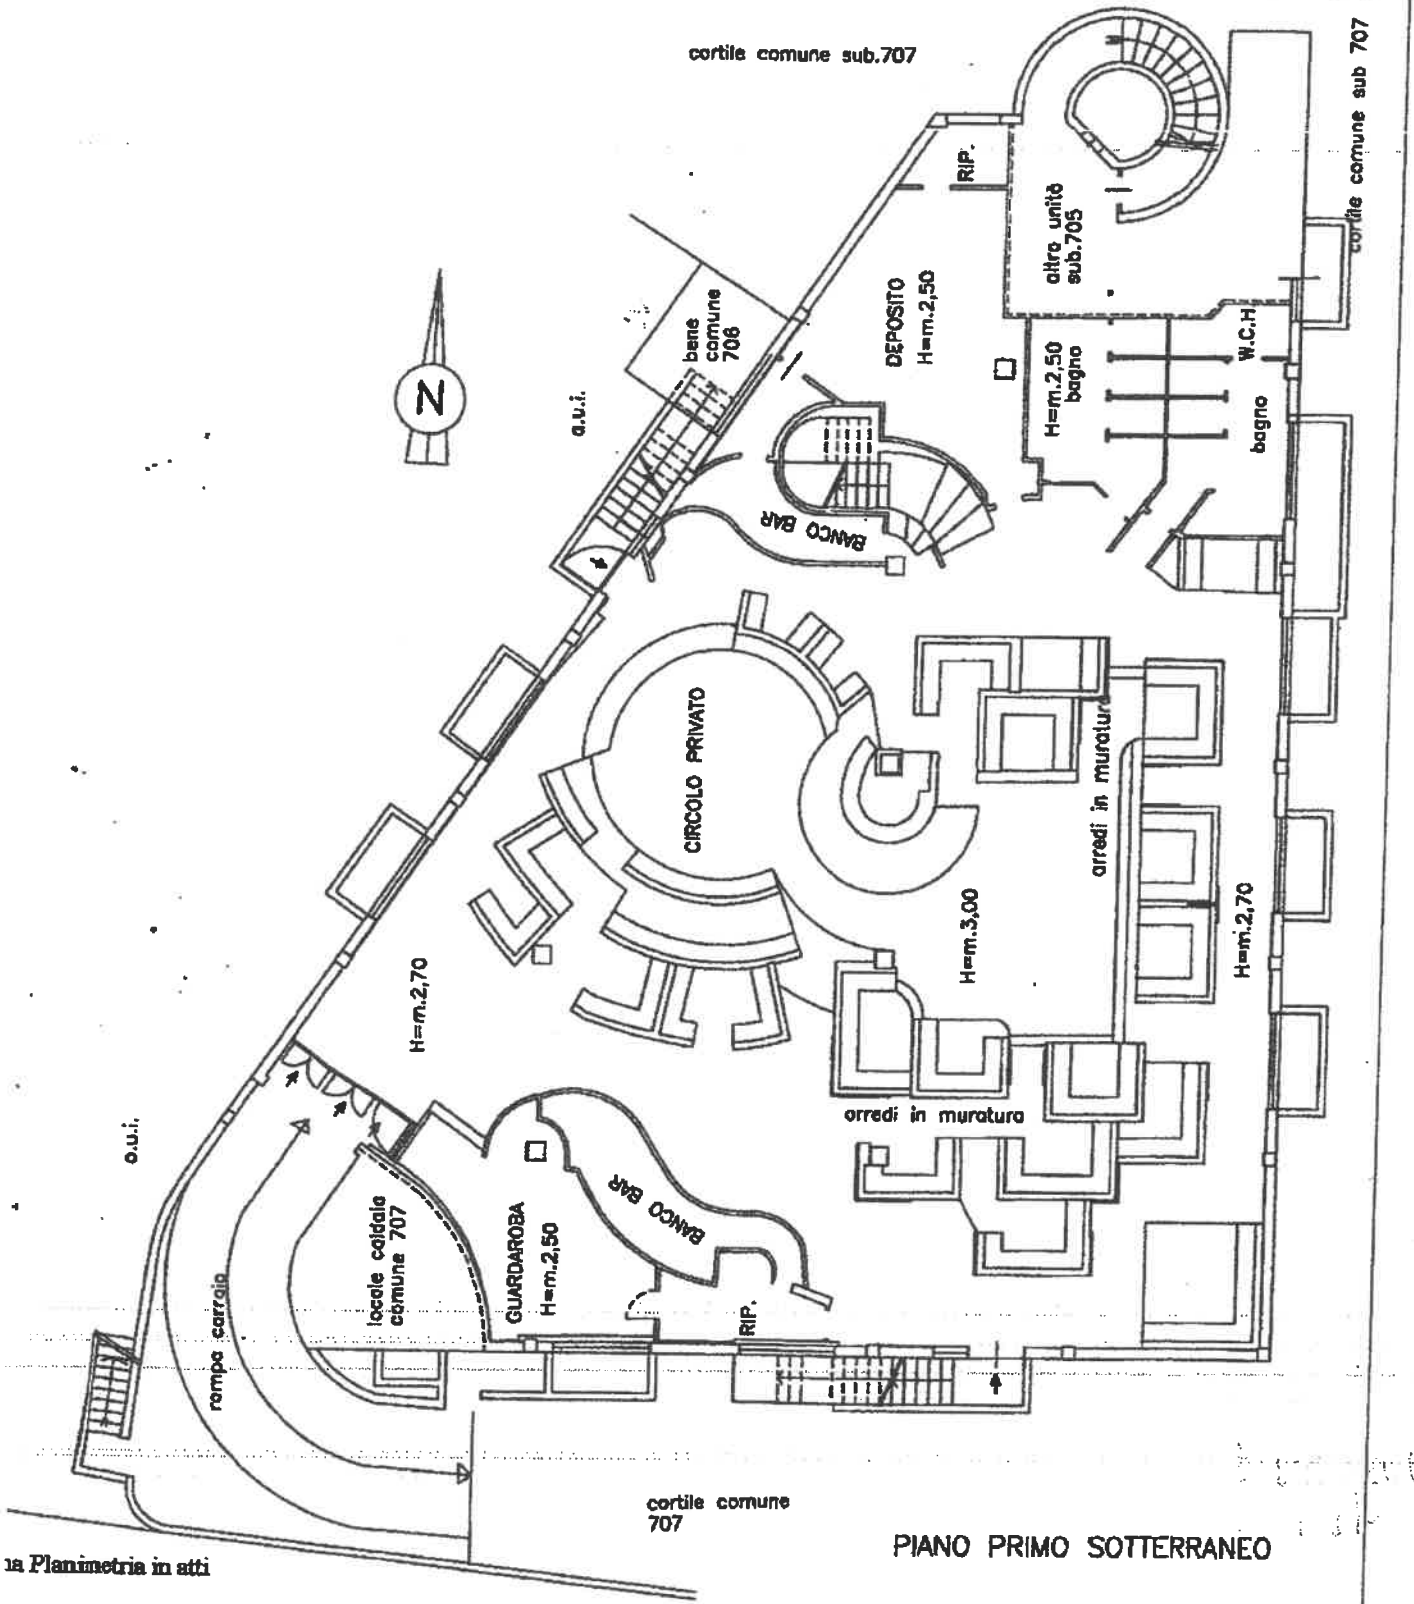 cortile comune sub.707
cortile comune sub 707
RIP.
altro unità
sub.705
DEPOSITO
H=m.2,50
bene
comune
706
N
a.u.i.
H=m.2,50
bagno
W.C.H
bagno
BANCO BAR
CIRCOLO PRIVATO
arredi in muratura
H=m.3,00
H=m.2,70
H=m.2,70
a.u.i.
arredi in muratura
BANCO BAR
GUARDAROBA
H=m.2,50
locale caldaia
comune 707
rampa carraio
RIP.
cortile comune
707
PIANO PRIMO SOTTERRANEO
na Planimetria in atti